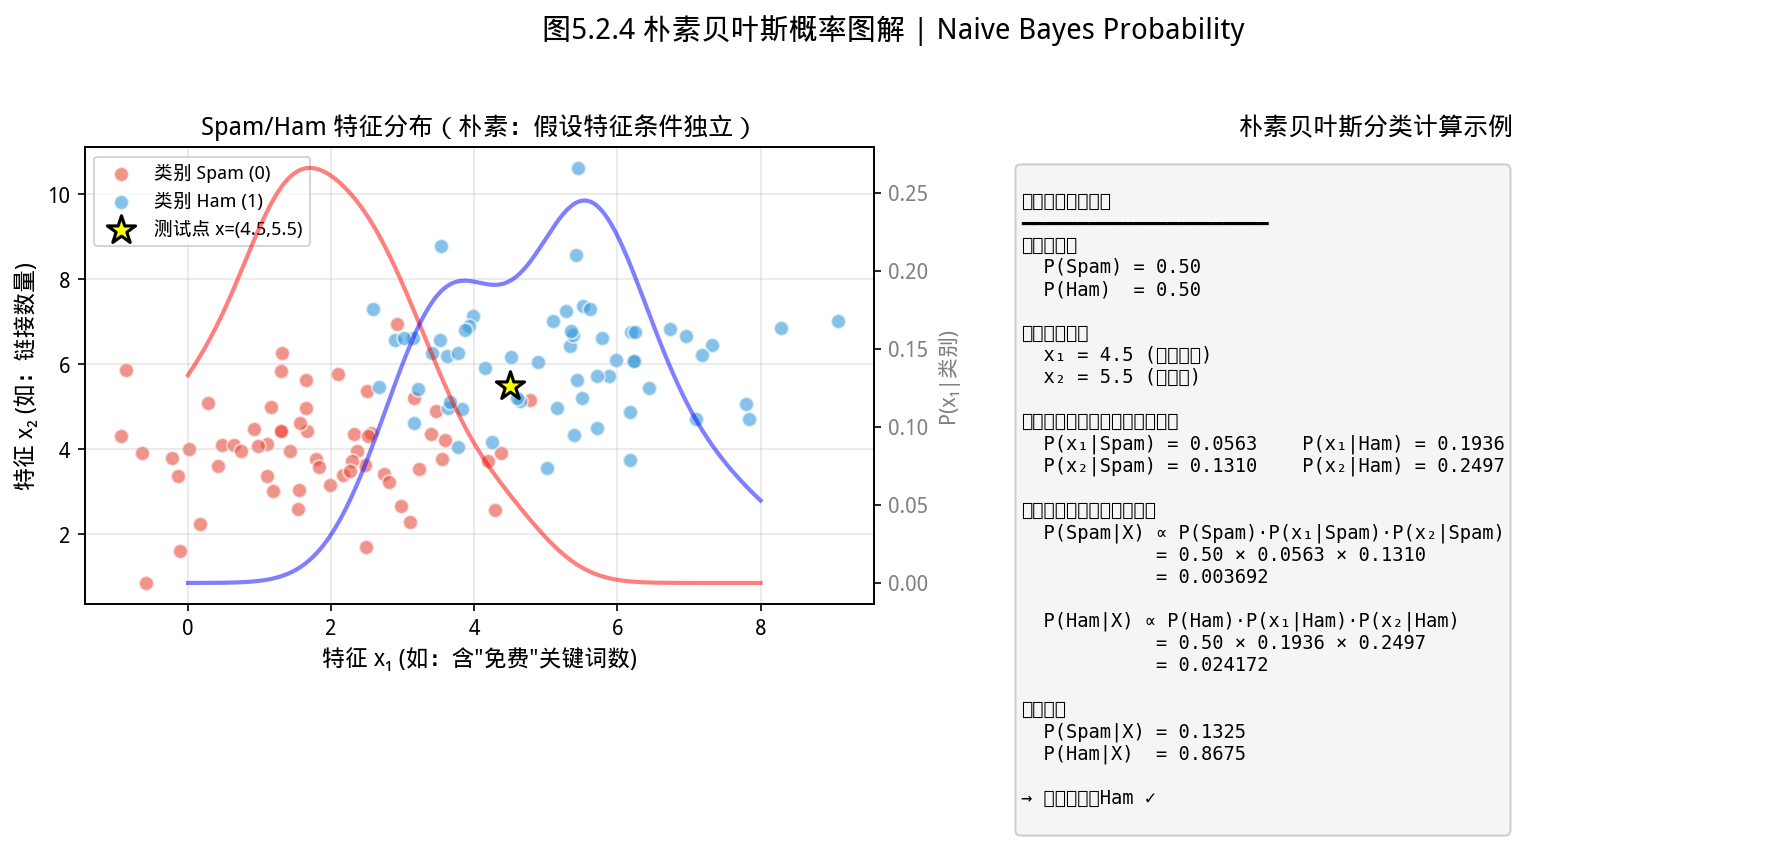 图5.2.4 朴素贝叶斯概率图解 | Naive Bayes Probability
Spam/Ham 特征分布（朴素：假设特征条件独立）
类别 Spam (0)
类别 Ham (1)
测试点 x=(4.5,5.5)
特征 x₂ (如：链接数量)
10
8
6
4
2
0
2
4
6
8
特征 x₁ (如：含"免费"关键词数)
0.25
0.20
0.15
0.10
0.05
0.00
P(x₁|类别)
朴素贝叶斯分类计算示例
P(Spam) = 0.50
P(Ham) = 0.50
x₁ = 4.5
x₂ = 5.5
P(x₁|Spam) = 0.0563 P(x₁|Ham) = 0.1936
P(x₂|Spam) = 0.1310 P(x₂|Ham) = 0.2497
P(Spam|X) ∝ P(Spam)·P(x₁|Spam)·P(x₂|Spam)
= 0.50 × 0.0563 × 0.1310
= 0.003692
P(Ham|X) ∝ P(Ham)·P(x₁|Ham)·P(x₂|Ham)
= 0.50 × 0.1936 × 0.2497
= 0.024172
P(Spam|X) = 0.1325
P(Ham|X) = 0.8675
→ Ham ✓